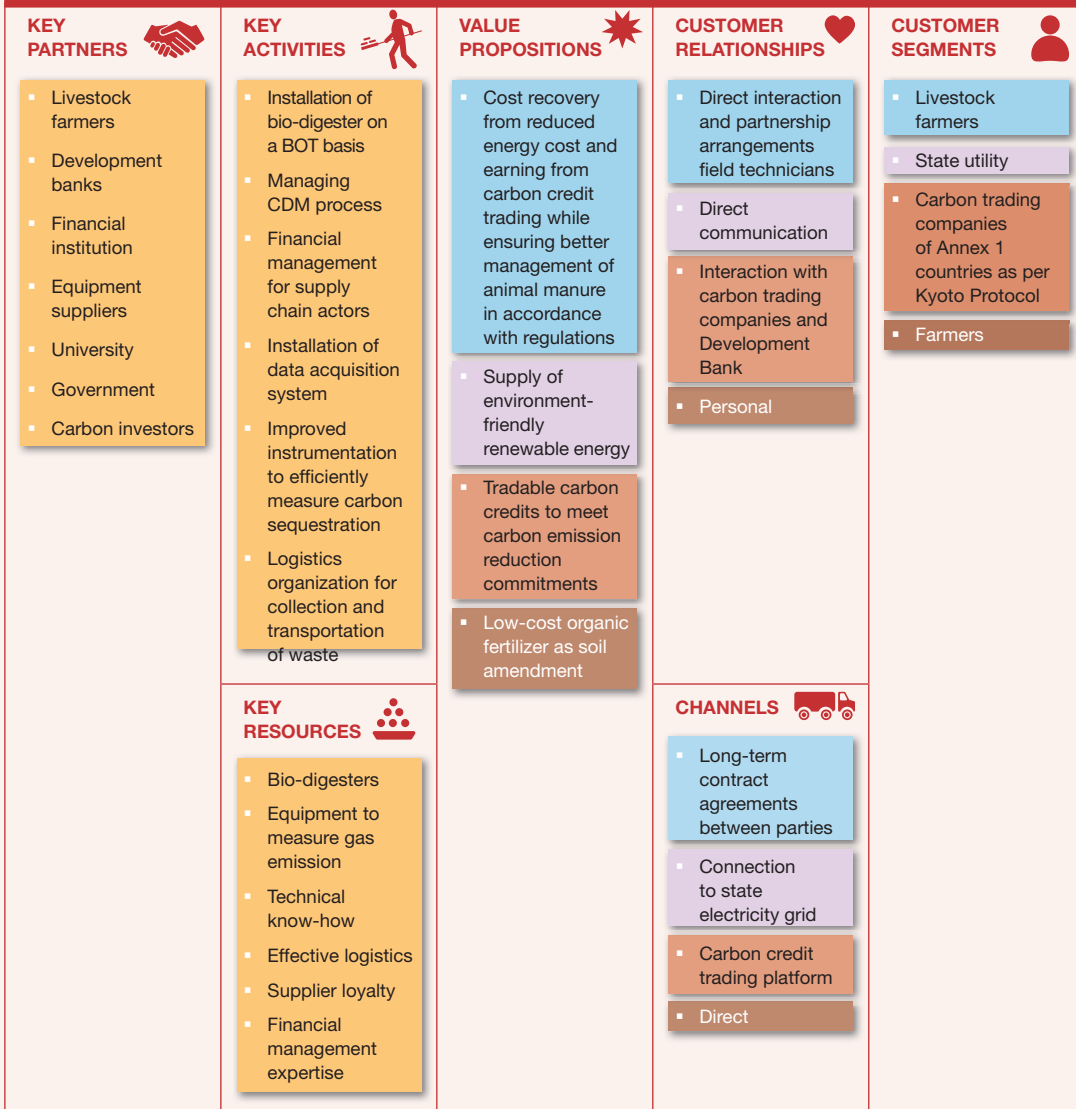 KEY
PARTNERS
Livestock
farmers
Development
banks
Financial
institution
Equipment
suppliers
University
Government
Carbon investors
KEY
ACTIVITIES
Installation of
bio-digester on
a BOT basis
Managing
CDM process
Financial
management
for supply
chain actors
Installation of
data acquisition
system
Improved
instrumentation
to efficiently
measure carbon
sequestration
Logistics
organization for
collection and
transportation
of waste
KEY
RESOURCES
Bio-digesters
Equipment to
measure gas
emission
Technical
know-how
Effective logistics
Supplier loyalty
Financial
management
expertise
VALUE
PROPOSITIONS
Cost recovery
from reduced
energy cost and
earning from
carbon credit
trading while
ensuring better
management of
animal manure
in accordance
with regulations
Supply of
environment-
friendly
renewable energy
Tradable carbon
credits to meet
carbon emission
reduction
commitments
Low-cost organic
fertilizer as soil
amendment
CUSTOMER
RELATIONSHIPS
Direct interaction
and partnership
arrangements
field technicians
Direct
communication
Interaction with
carbon trading
companies and
Development
Bank
Personal
CHANNELS
Long-term
contract
agreements
between parties
Connection
to state
electricity grid
Carbon credit
trading platform
Direct
CUSTOMER
SEGMENTS
Livestock
farmers
State utility
Carbon trading
companies
of Annex 1
countries as per
Kyoto Protocol
Farmers